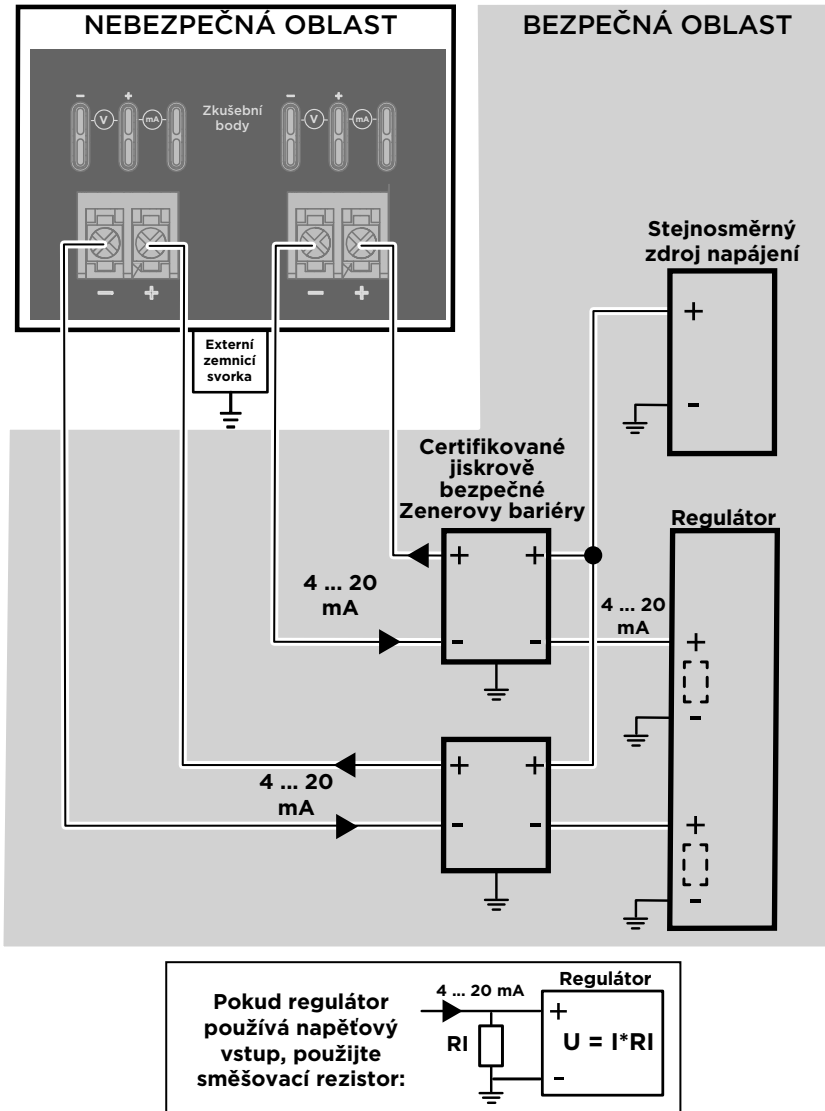 NEBEZPEČNÁ OBLAST
BEZPEČNÁ OBLAST
- + - +
V mA V mA
Zkušební
body
- + - +
Externí
zemnicí
svorka
Stejnosměrný
zdroj napájení
+
-
Certifikované
jiskrově
bezpečné
Zenerovy bariéry
Regulátor
+ +
4 ... 20
mA
4 ... 20
mA
- -
+
-
+ +
4 ... 20
mA
- -
+
-
Pokud regulátor
používá napěťový
vstup, použijte
směšovací rezistor:
4 ... 20 mA
Regulátor
+
RI
U = I*RI
-